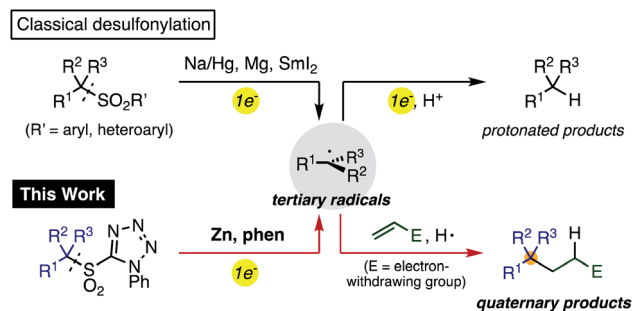 Classical desulfonylation
R² R³
R¹ SO₂R'
(R' = aryl, heteroaryl)
Na/Hg, Mg, SmI₂
1e⁻
1e⁻, H⁺
R² R³
R¹ H
protonated products
R¹ R³
R²
tertiary radicals
This Work
R² R³
R¹ S
O₂
N N
N
N
Ph
Zn, phen
1e⁻
E , H•
(E = electron-
withdrawing group)
R² R³ H
R¹ E
quaternary products